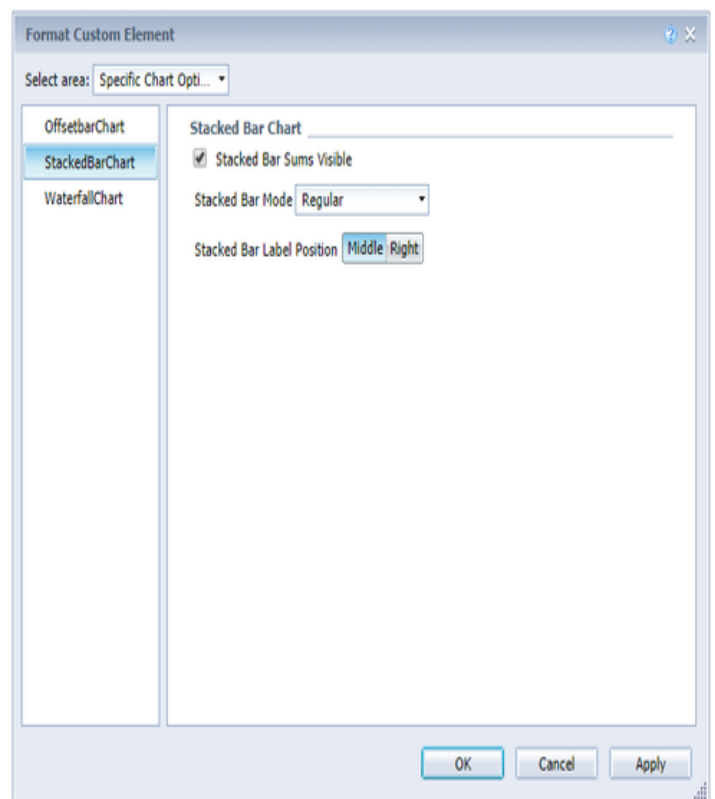 Format Custom Element
Select area: Specific Chart Opti...
OffsetbarChart
StackedBarChart
WaterfallChart
Stacked Bar Chart
Stacked Bar Sums Visible
Stacked Bar Mode Regular
Stacked Bar Label Position Middle Right
OK Cancel Apply